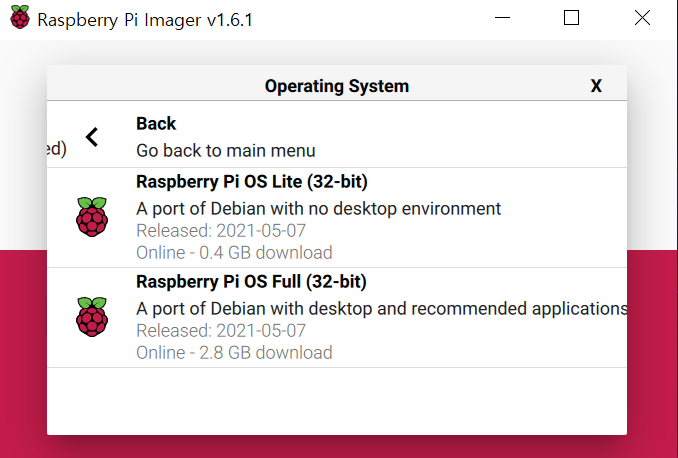 Raspberry Pi Imager v1.6.1
Operating System X
Back
Go back to main menu
ed)
Raspberry Pi OS Lite (32-bit)
A port of Debian with no desktop environment
Released: 2021-05-07
Online - 0.4 GB download
Raspberry Pi OS Full (32-bit)
A port of Debian with desktop and recommended applications
Released: 2021-05-07
Online - 2.8 GB download